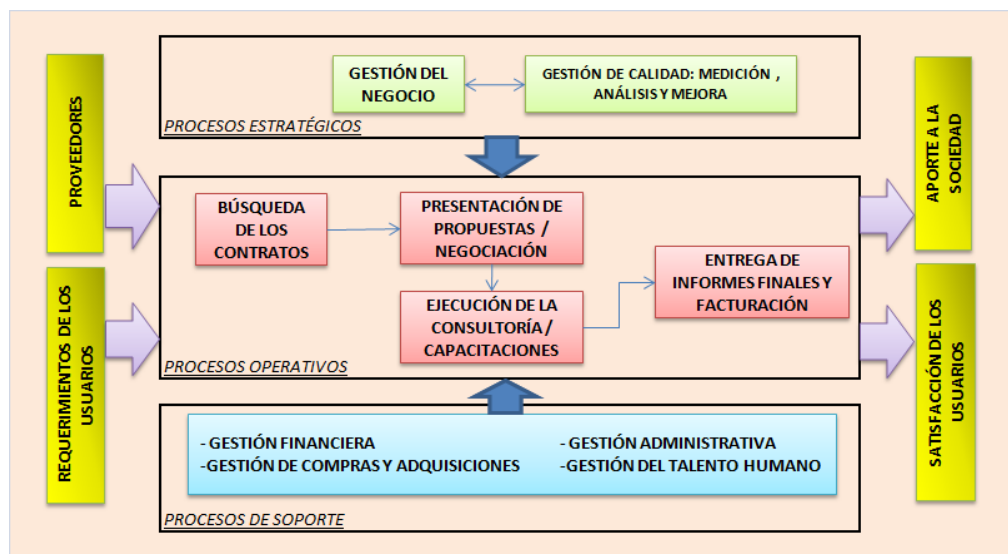 PROVEEDORES
REQUERIMIENTOS DE LOS
USUARIOS
GESTIÓN DEL
NEGOCIO
GESTIÓN DE CALIDAD: MEDICIÓN ,
ANÁLISIS Y MEJORA
PROCESOS ESTRATÉGICOS
BÚSQUEDA
DE LOS
CONTRATOS
PRESENTACIÓN DE
PROPUESTAS /
NEGOCIACIÓN
EJECUCIÓN DE LA
CONSULTORÍA /
CAPACITACIONES
ENTREGA DE
INFORMES FINALES Y
FACTURACIÓN
PROCESOS OPERATIVOS
- GESTIÓN FINANCIERA
-GESTIÓN DE COMPRAS Y ADQUISICIONES
- GESTIÓN ADMINISTRATIVA
-GESTIÓN DEL TALENTO HUMANO
PROCESOS DE SOPORTE
APORTE A LA
SOCIEDAD
SATISFACCIÓN DE LOS
USUARIOS